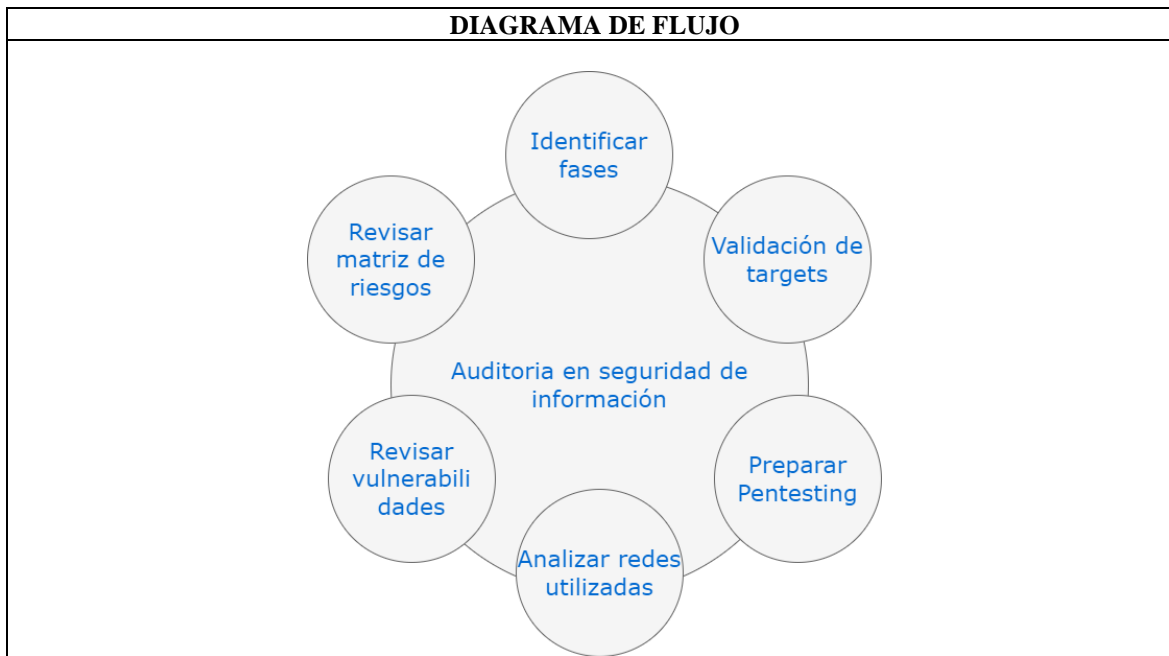 DIAGRAMA DE FLUJO
Identificar
fases
Validación de
targets
Preparar
Pentesting
Analizar redes
utilizadas
Revisar
vulnerabili
dades
Revisar
matriz de
riesgos
Auditoria en seguridad de
información